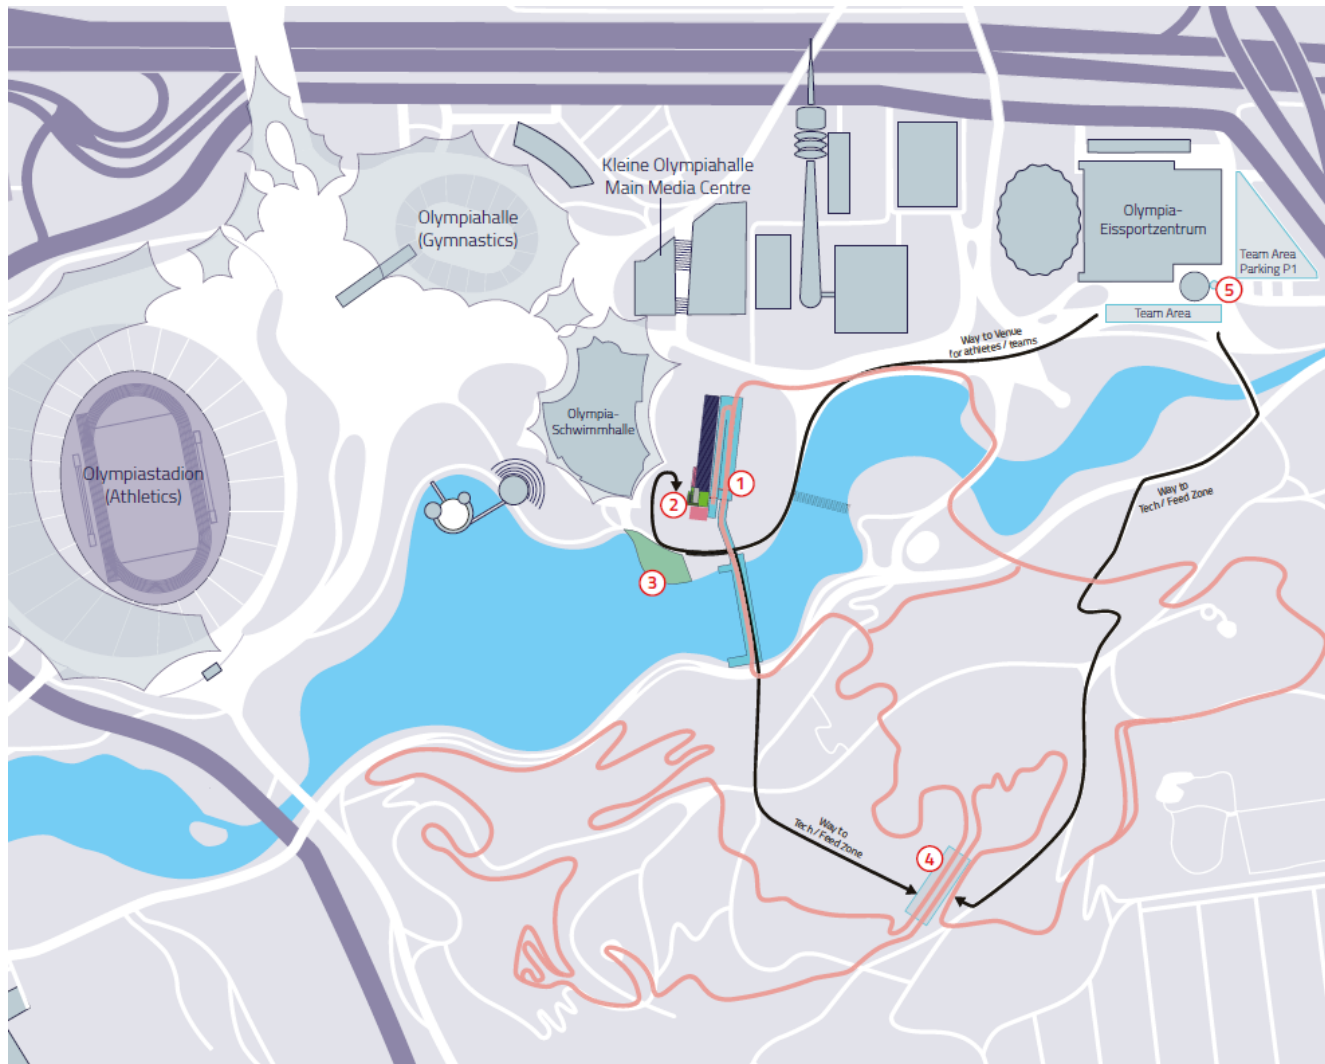 Kleine Olympiahalle
Main Media Centre
Olympiahalle
(Gymnastics)
Olympia-
Eissportzentrum
Team Area
Parking P1
5
Team Area
Way to Venue
for athletes / teams
Olympia-
Schwimmhalle
Olympiastadion
(Athletics)
1
2
Way to
Tech / Feed Zone
3
Way to
Tech / Feed Zone
4